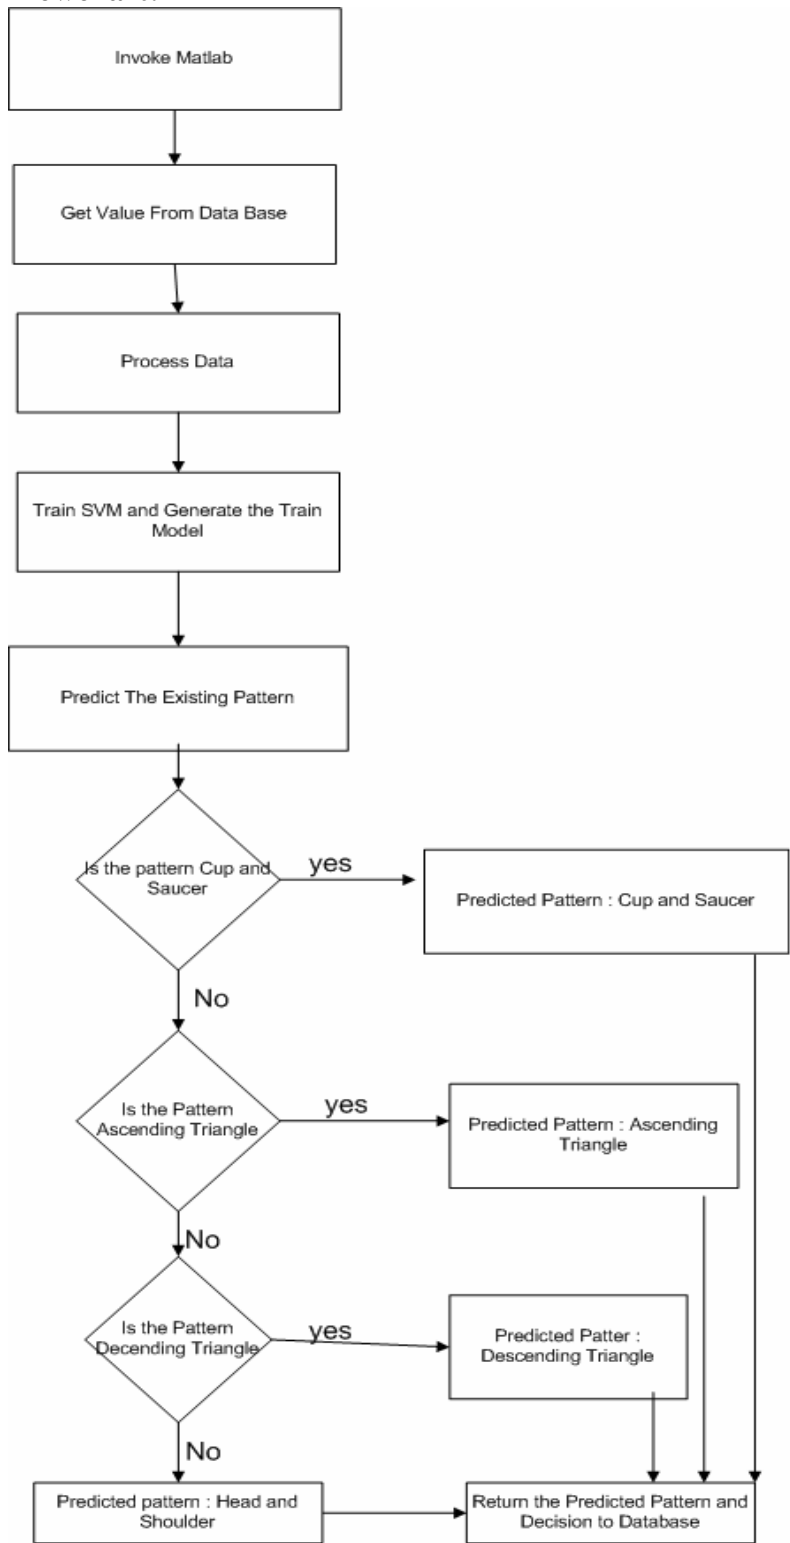 Invoke Matlab
Get Value From Data Base
Process Data
Train SVM and Generate the Train
Model
Predict The Existing Pattern
Is the pattern Cup and
Saucer
yes
Predicted Pattern : Cup and Saucer
No
Is the Pattern
Ascending Triangle
yes
Predicted Pattern : Ascending
Triangle
No
Is the Pattern
Decending Triangle
yes
Predicted Patter :
Descending Triangle
No
Predicted pattern : Head and
Shoulder
Return the Predicted Pattern and
Decision to Database